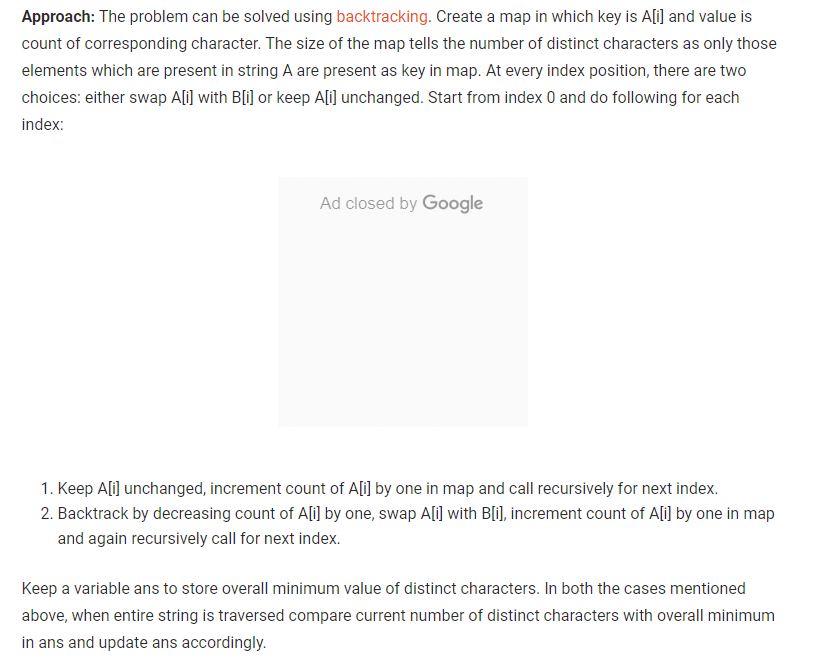 Approach: The problem can be solved using backtracking. Create a map in which key is A[i] and value is
count of corresponding character. The size of the map tells the number of distinct characters as only those
elements which are present in string A are present as key in map. At every index position, there are two
choices: either swap A[i] with B[i] or keep A[i] unchanged. Start from index 0 and do following for each
index:
Ad closed by Google
1. Keep A[i] unchanged, increment count of A[i] by one in map and call recursively for next index.
2. Backtrack by decreasing count of A[i] by one, swap A[i] with B[i], increment count of A[i] by one in map
and again recursively call for next index.
Keep a variable ans to store overall minimum value of distinct characters. In both the cases mentioned
above, when entire string is traversed compare current number of distinct characters with overall minimum
in ans and update ans accordingly.